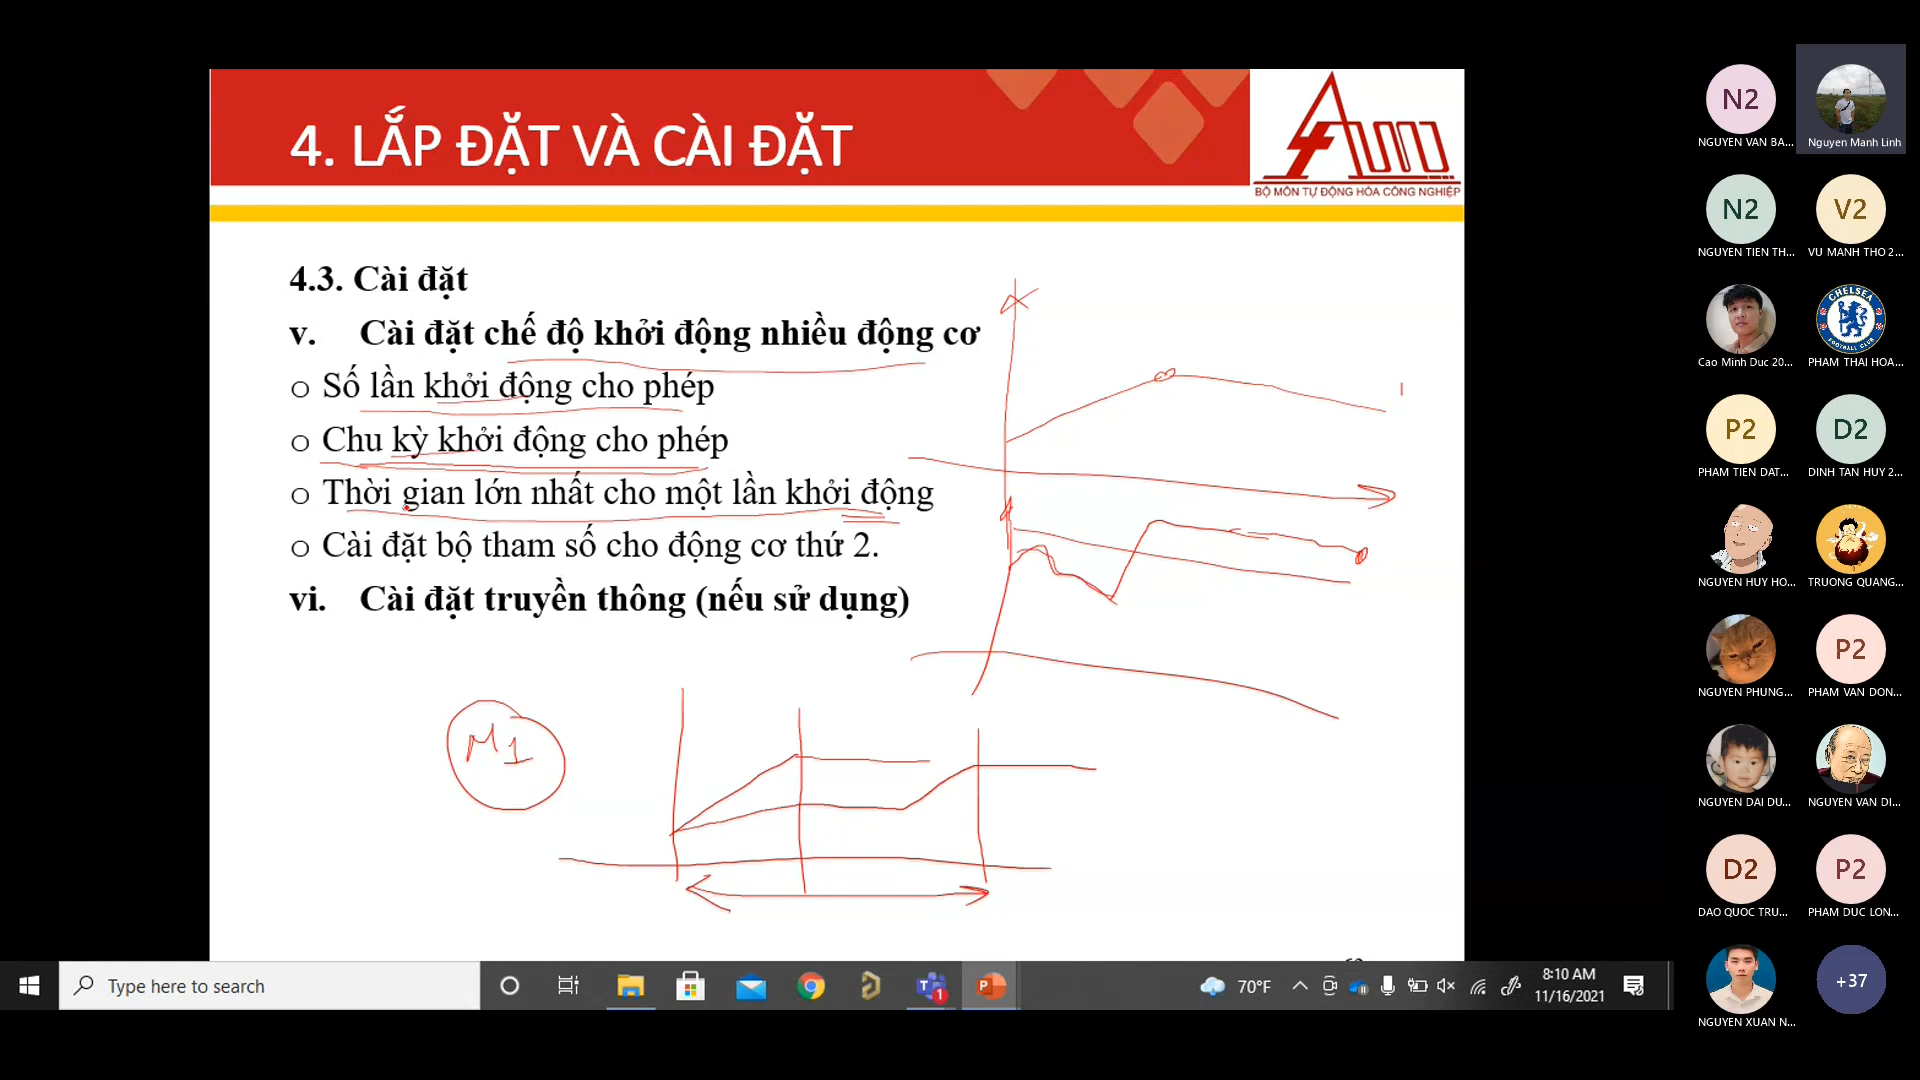 4. LẮP ĐẶT VÀ CÀI ĐẶT
BỘ MÔN TỰ ĐỘNG HÓA CÔNG NGHIỆP
4.3. Cài đặt
v. Cài đặt chế độ khởi động nhiều động cơ
o Số lần khởi động cho phép
o Chu kỳ khởi động cho phép
o Thời gian lớn nhất cho một lần khởi động
o Cài đặt bộ tham số cho động cơ thứ 2.
vi. Cài đặt truyền thông (nếu sử dụng)
M1
Type here to search
T
1
P
70°F
8:10 AM
11/16/2021
N2
NGUYEN VAN BA...
Nguyen Manh Linh
N2
NGUYEN TIEN TH...
V2
VU MANH THO 2...
Cao Minh Duc 20...
CHELSEA
FOOTBALL CLUB
PHAM THAI HOA...
P2
PHAM TIEN DAT...
D2
DINH TAN HUY 2...
NGUYEN HUY HO...
TRUONG QUANG...
NGUYEN PHUNG...
P2
PHAM VAN DON...
NGUYEN DAI DU...
NGUYEN VAN DI...
D2
DAO QUOC TRU...
P2
PHAM DUC LON...
NGUYEN XUAN N...
+37